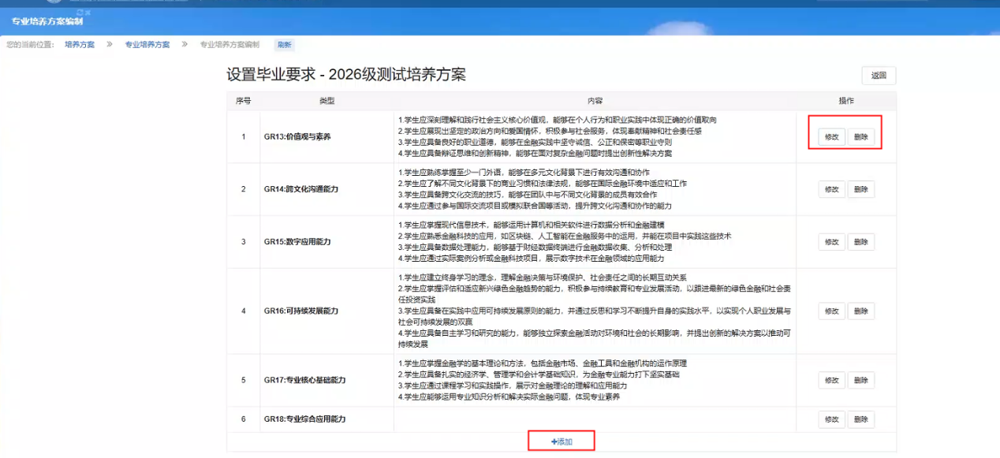 专业培养方案编制
您的当前位置: 培养方案 » 专业培养方案 » 专业培养方案编制 刷新
设置毕业要求 - 2026级测试培养方案 返回
序号 类型 内容 操作
1 GR13:价值观与素养 修改 删除
1.学生应深刻理解和践行社会主义核心价值观，能够在个人行为和职业实践中体现正确的价值取向
2.学生应展现出坚定的政治方向和爱国情怀，积极参与社会服务，体现奉献精神和社会责任感
3.学生应具备良好的职业道德，能够在金融实践中坚守诚信、公正和保密等职业守则
4.学生应具备辩证思维和创新精神，能够在面对复杂金融问题时提出创新性解决方案
2 GR14:跨文化沟通能力 修改 删除
1.学生应熟练掌握至少一门外语，能够在多元文化背景下进行有效沟通和协作
2.学生应了解不同文化背景下的商业习惯和法律法规，能够在国际金融环境中适应和工作
3.学生应具备跨文化交流的技巧，能够在团队中与不同文化背景的成员有效合作
4.学生应通过参与国际交流项目或模拟联合国等活动，提升跨文化沟通和协作的能力
3 GR15:数字应用能力 修改 删除
1.学生应掌握现代信息技术，能够运用计算机和相关软件进行数据分析和金融建模
2.学生应熟悉金融科技的应用，如区块链、人工智能在金融服务中的运用，并能在项目中实践这些技术
3.学生应具备数据处理能力，能够基于财经数据终端进行金融数据收集、分析和处理
4.学生应通过实际案例分析或金融科技项目，展示数字技术在金融领域的应用能力
4 GR16:可持续发展能力 修改 删除
1.学生应建立终身学习的理念，理解金融决策与环境保护、社会责任之间的长期互动关系
2.学生应掌握评估和适应新兴绿色金融趋势的能力，积极参与持续教育和专业发展活动，以跟进最新的绿色金融和社会责
任投资实践
3.学生应具备在实践中应用可持续发展原则的能力，并通过反思和学习不断提升自身的实践水平，以实现个人职业发展与
社会可持续发展的双赢
4.学生应具备自主学习和研究的能力，能够独立探索金融活动对环境和社会的长期影响，并提出创新的解决方案以推动可
持续发展
5 GR17:专业核心基础能力 修改 删除
1.学生应掌握金融学的基本理论和方法，包括金融市场、金融工具和金融机构的运作原理
2.学生应具备扎实的经济学、管理学和会计学基础知识，为金融专业能力打下坚实基础
3.学生应通过课程学习和实践操作，展示对金融理论的理解和应用能力
4.学生应能够运用专业知识分析和解决实际金融问题，体现专业素养
6 GR18:专业综合应用能力 修改 删除
+添加